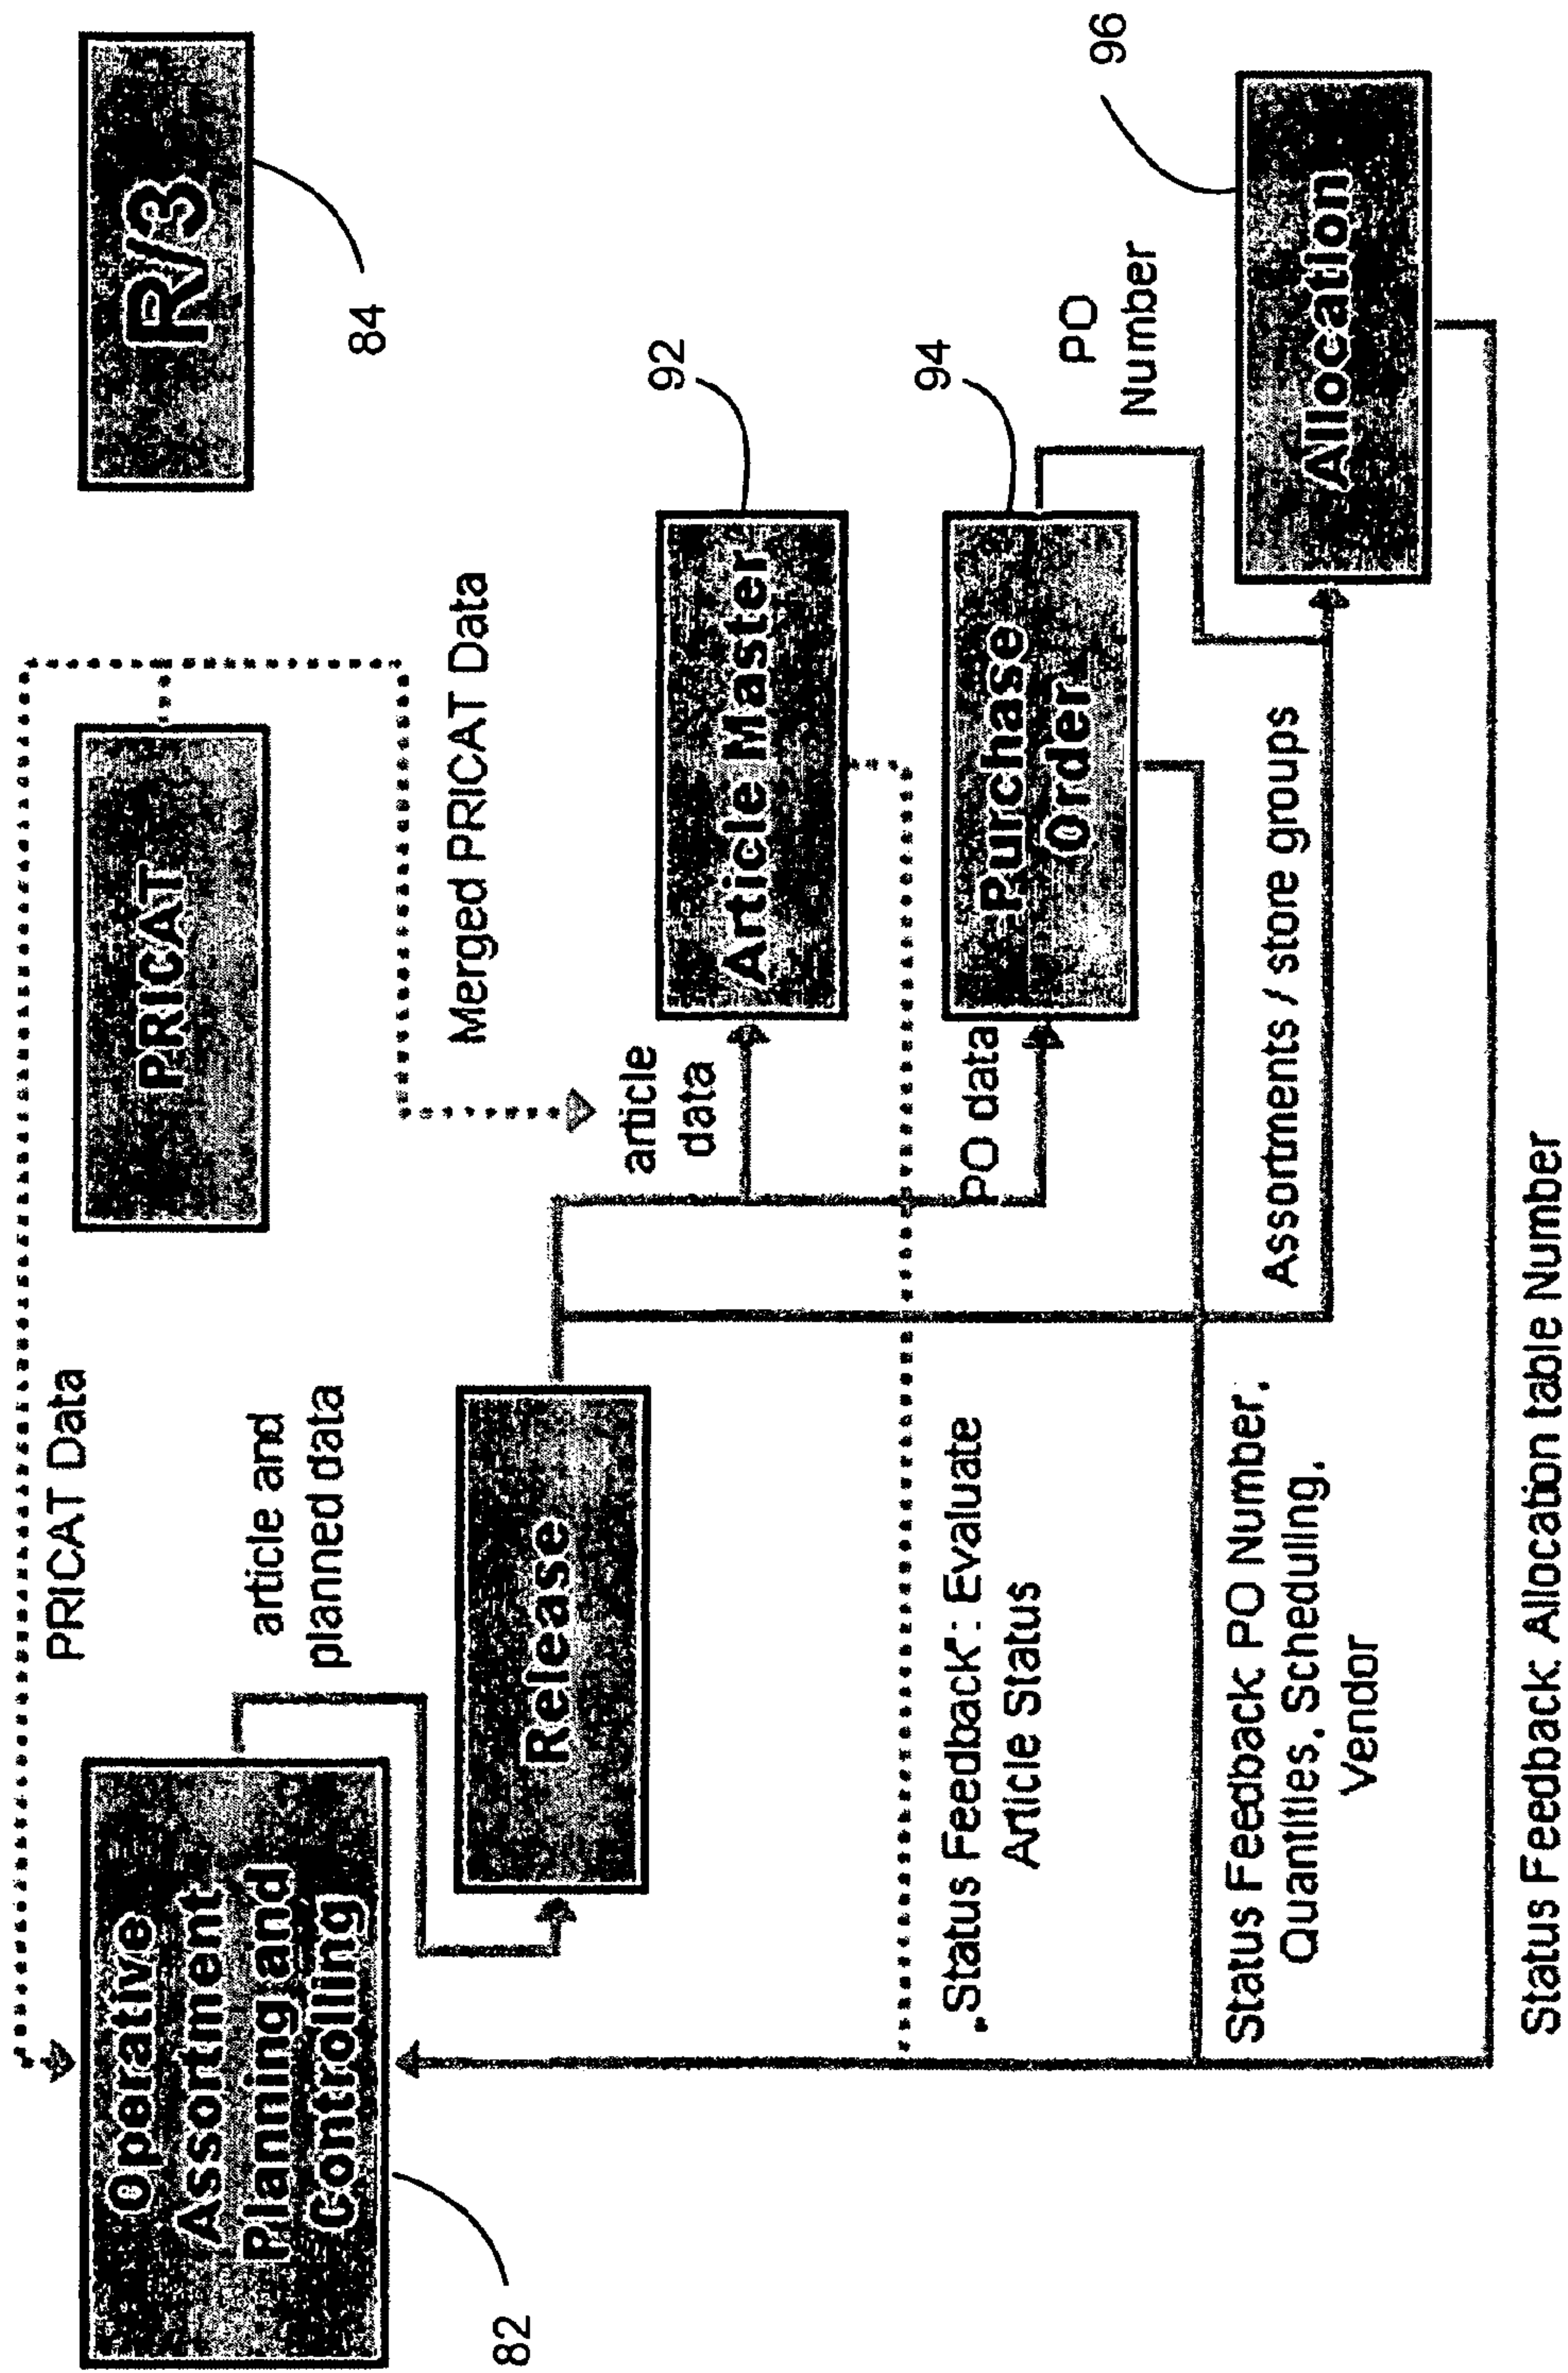 Operative
Assortment
Planning and
Controlling
82
PRICAT Data
PRICAT
R/3
84
article and
planned data
Release
Merged PRICAT Data
article
data
Article Master
92
PO data
Purchase
Order
94
PO
Number
Allocation
96
Assortments / store groups
„Status Feedback“: Evaluate
Article Status
Status Feedback: PO Number,
Quantities, Scheduling,
Vendor
Status Feedback: Allocation table Number